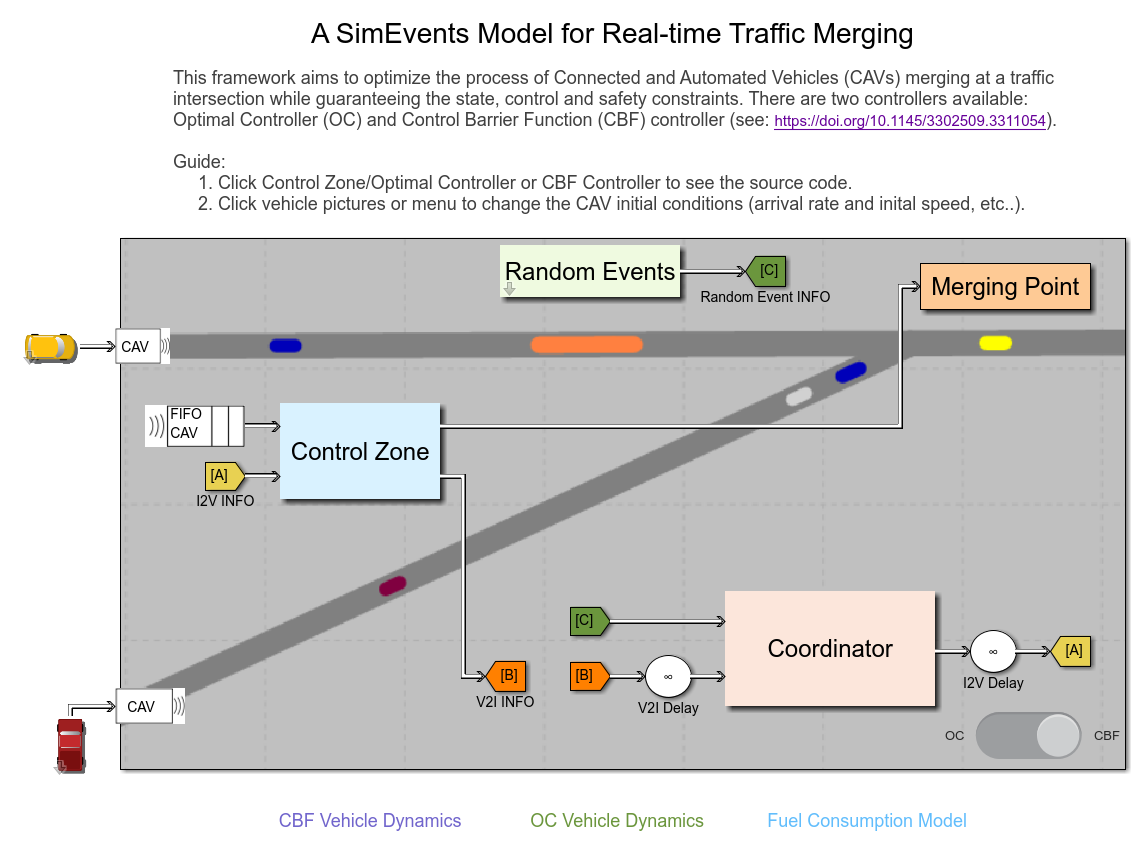 A SimEvents Model for Real-time Traffic Merging
This framework aims to optimize the process of Connected and Automated Vehicles (CAVs) merging at a traffic
intersection while guaranteeing the state, control and safety constraints. There are two controllers available:
Optimal Controller (OC) and Control Barrier Function (CBF) controller (see: https://doi.org/10.1145/3302509.3311054).
Guide:
1. Click Control Zone/Optimal Controller or CBF Controller to see the source code.
2. Click vehicle pictures or menu to change the CAV initial conditions (arrival rate and inital speed, etc..).
Random Events
[C]
Random Event INFO
Merging Point
CAV
FIFO
CAV
Control Zone
[A]
I2V INFO
[C]
Coordinator
[B]
V2I INFO
[B]
∞
V2I Delay
∞
I2V Delay
[A]
CAV
OC
CBF
CBF Vehicle Dynamics
OC Vehicle Dynamics
Fuel Consumption Model